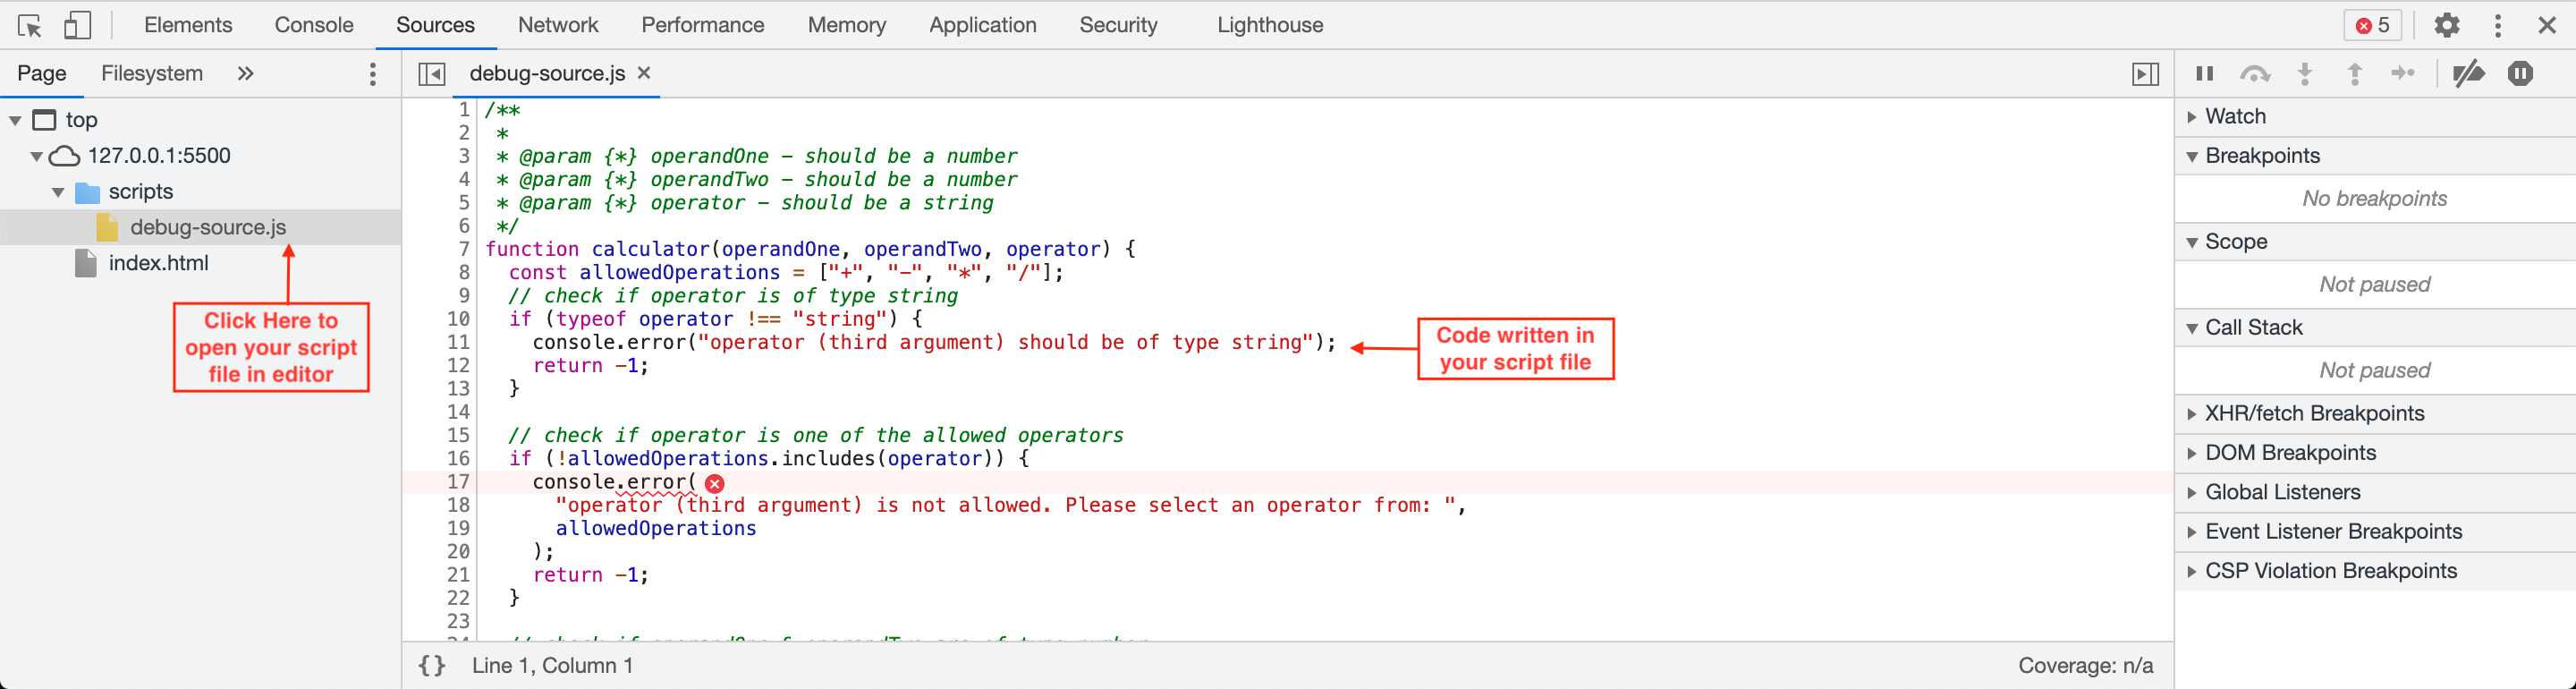 Elements Console Sources Network Performance Memory Application Security Lighthouse 5
Page Filesystem »
debug-source.js ×
top
127.0.0.1:5500
scripts
debug-source.js
index.html
Click Here to
open your script
file in editor
1 /**
2 *
3 * @param {*} operandOne – should be a number
4 * @param {*} operandTwo – should be a number
5 * @param {*} operator – should be a string
6 */
7 function calculator(operandOne, operandTwo, operator) {
8 const allowedOperations = ["+", "-", "*", "/"];
9 // check if operator is of type string
10 if (typeof operator !== "string") {
11 console.error("operator (third argument) should be of type string");
12 return -1;
13 }
14
15 // check if operator is one of the allowed operators
16 if (!allowedOperations.includes(operator)) {
17 console.error(
18 "operator (third argument) is not allowed. Please select an operator from: ",
19 allowedOperations
20 );
21 return -1;
22 }
23
24 // check if operandOne & operandTwo are of type number
Code written in
your script file
{} Line 1, Column 1
Coverage: n/a
Watch
Breakpoints
No breakpoints
Scope
Not paused
Call Stack
Not paused
XHR/fetch Breakpoints
DOM Breakpoints
Global Listeners
Event Listener Breakpoints
CSP Violation Breakpoints